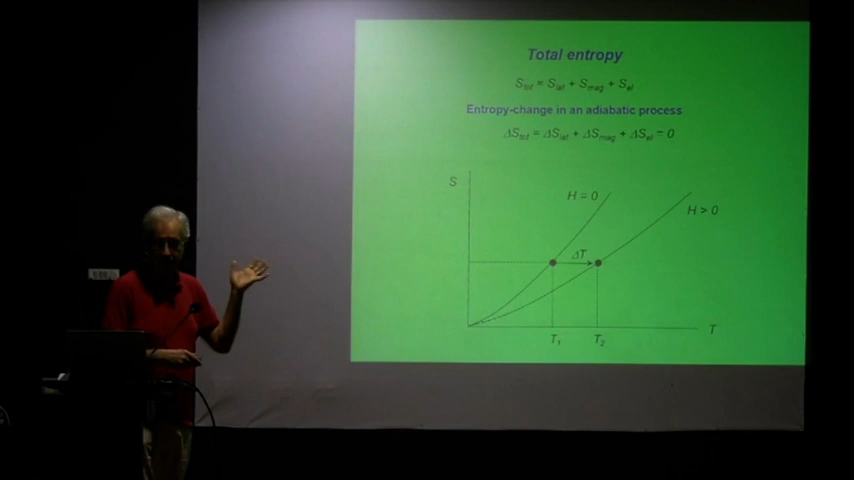 Total entropy
S_tot = S_lat + S_mag + S_el
Entropy-change in an adiabatic process
ΔS_tot = ΔS_lat + ΔS_mag + ΔS_el = 0
S
H = 0
H > 0
ΔT
T
T₁
T₂